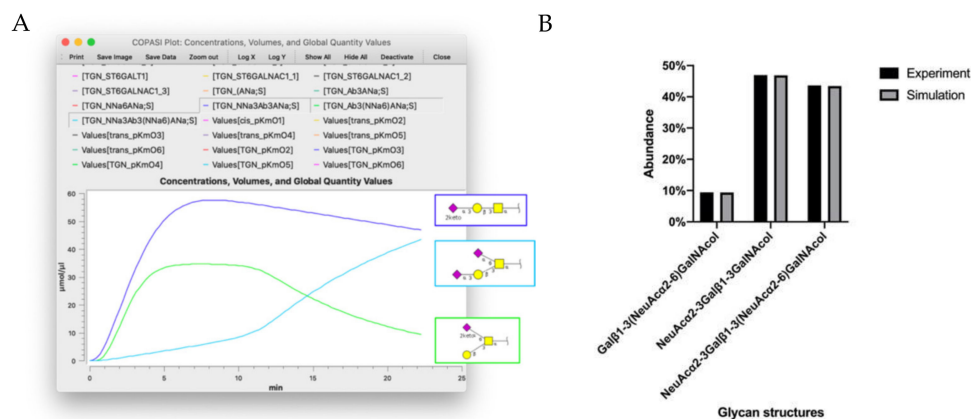 A
B
COPASI Plot: Concentrations, Volumes, and Global Quantity Values
Print Save Image Save Data Zoom out Log X Log Y Show All Hide All Deactivate Close
[TGN_ST6GALT1] [TGN_ST6GALNAC1_1] [TGN_ST6GALNAC1_2]
[TGN_ST6GALNAC1_3] [TGN_(ANa;S] [TGN_Ab3ANa;S]
[TGN_NNa6ANa;S] [TGN_NNa3Ab3ANa;S] [TGN_Ab3(NNa6)ANa;S]
[TGN_NNa3Ab3(NNa6)ANa;S] Values[cis_pKmO1] Values[trans_pKmO2]
Values[trans_pKmO3] Values[trans_pKmO4] Values[trans_pKmO5]
Values[trans_pKmO6] Values[TGN_pKmO2] Values[TGN_pKmO3]
Values[TGN_pKmO4] Values[TGN_pKmO5] Values[TGN_pKmO6]
Concentrations, Volumes, and Global Quantity Values
60
50
40
30
20
10
0
µmol/µl
0 5 10 15 20 25
min
50%
40%
30%
20%
10%
0%
Abundance
Experiment
Simulation
Galβ1-3(NeuAcα2-6)GalNAcol
NeuAcα2-3Galβ1-3GalNAcol
NeuAcα2-3Galβ1-3(NeuAcα2-6)GalNAcol
Glycan structures